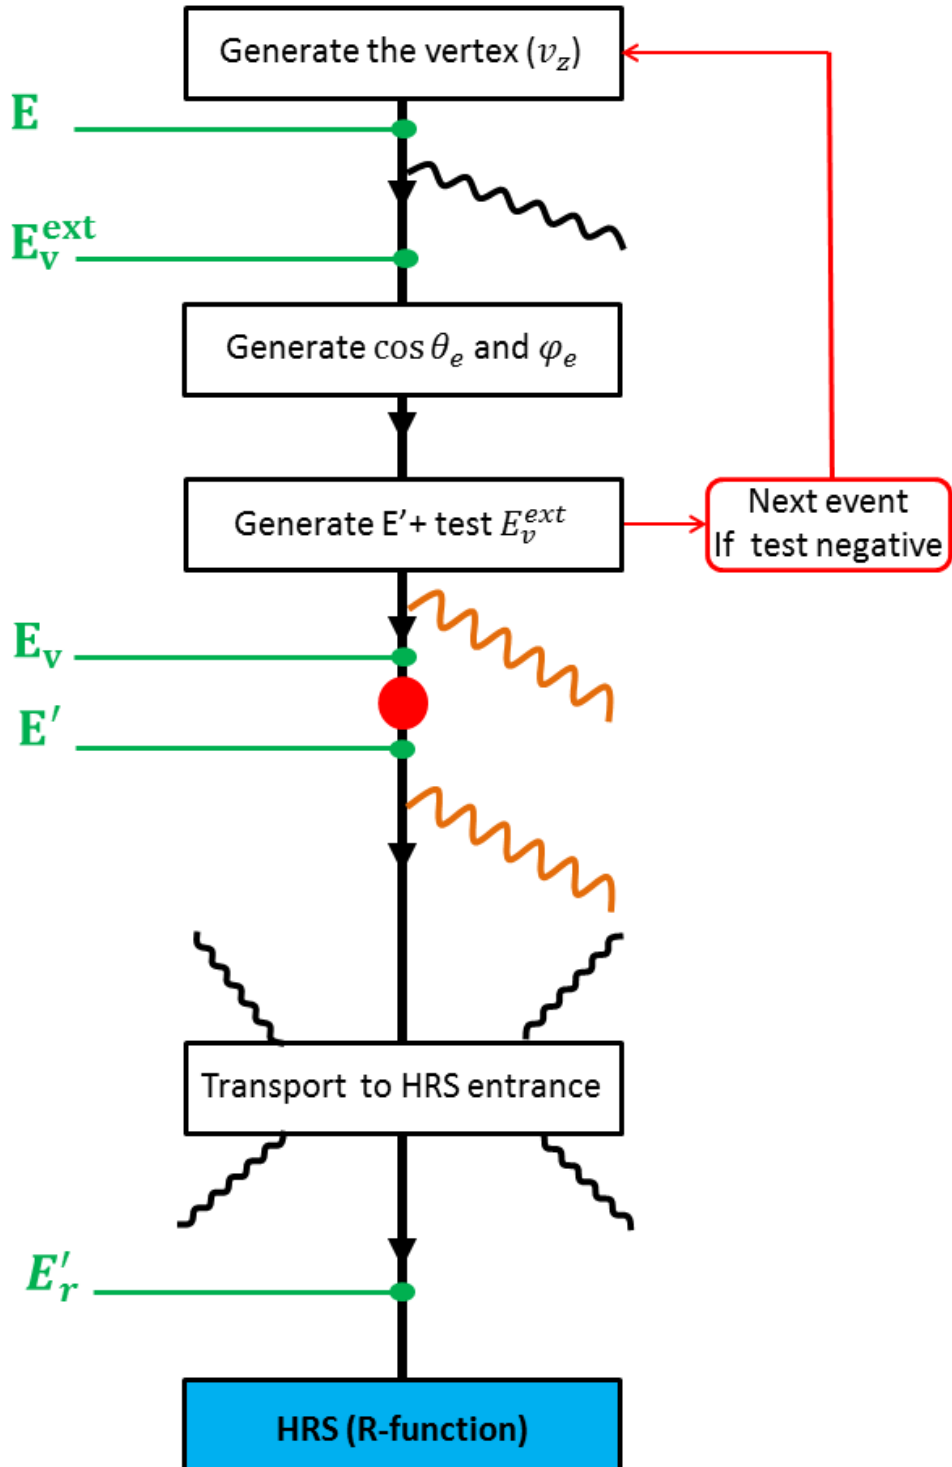 Generate the vertex (𝑣𝑧)
E
E_v^ext
Generate cos θ_e and φ_e
Generate E'+ test E_v^ext
Next event
If test negative
E_v
E′
Transport to HRS entrance
E′_r
HRS (R-function)